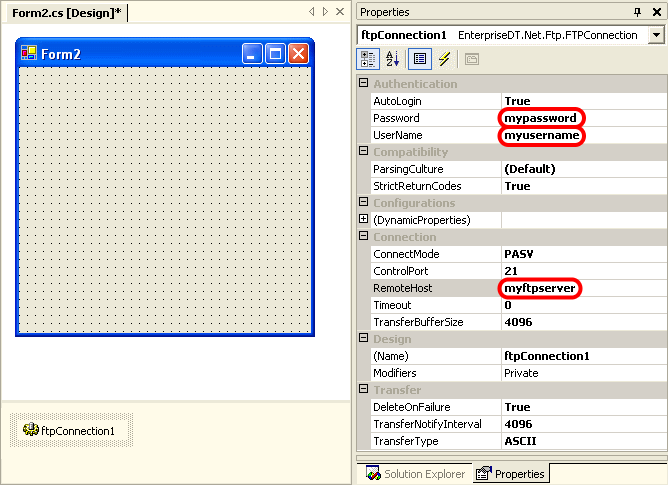 Form2.cs [Design]*
Form2
ftpConnection1
Properties
ftpConnection1 EnterpriseDT.Net.Ftp.FTPConnection
Authentication
AutoLogin True
Password mypassword
UserName myusername
Compatibility
ParsingCulture (Default)
StrictReturnCodes True
Configurations
(DynamicProperties)
Connection
ConnectMode PASV
ControlPort 21
RemoteHost myftpserver
Timeout 0
TransferBufferSize 4096
Design
(Name) ftpConnection1
Modifiers Private
Transfer
DeleteOnFailure True
TransferNotifyInterval 4096
TransferType ASCII
Solution Explorer Properties